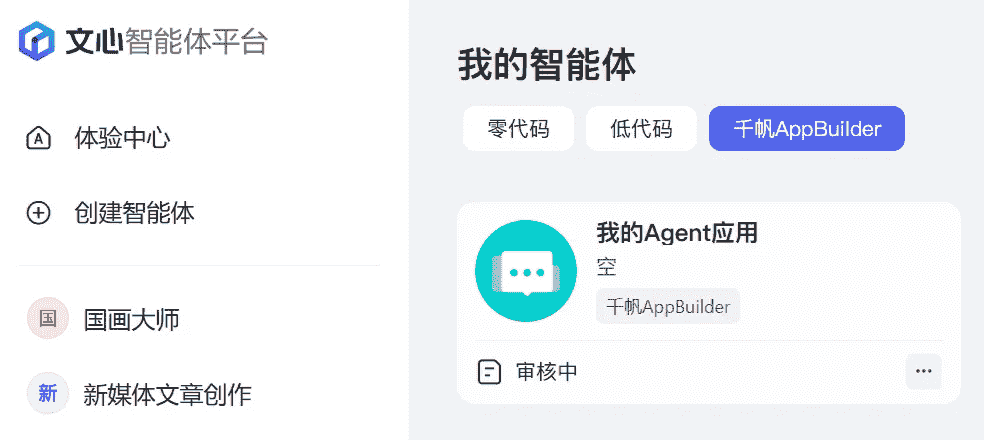 文心智能体平台
体验中心
创建智能体
国 国画大师
新 新媒体文章创作
我的智能体
零代码 低代码 千帆AppBuilder
我的Agent应用
空
千帆AppBuilder
审核中